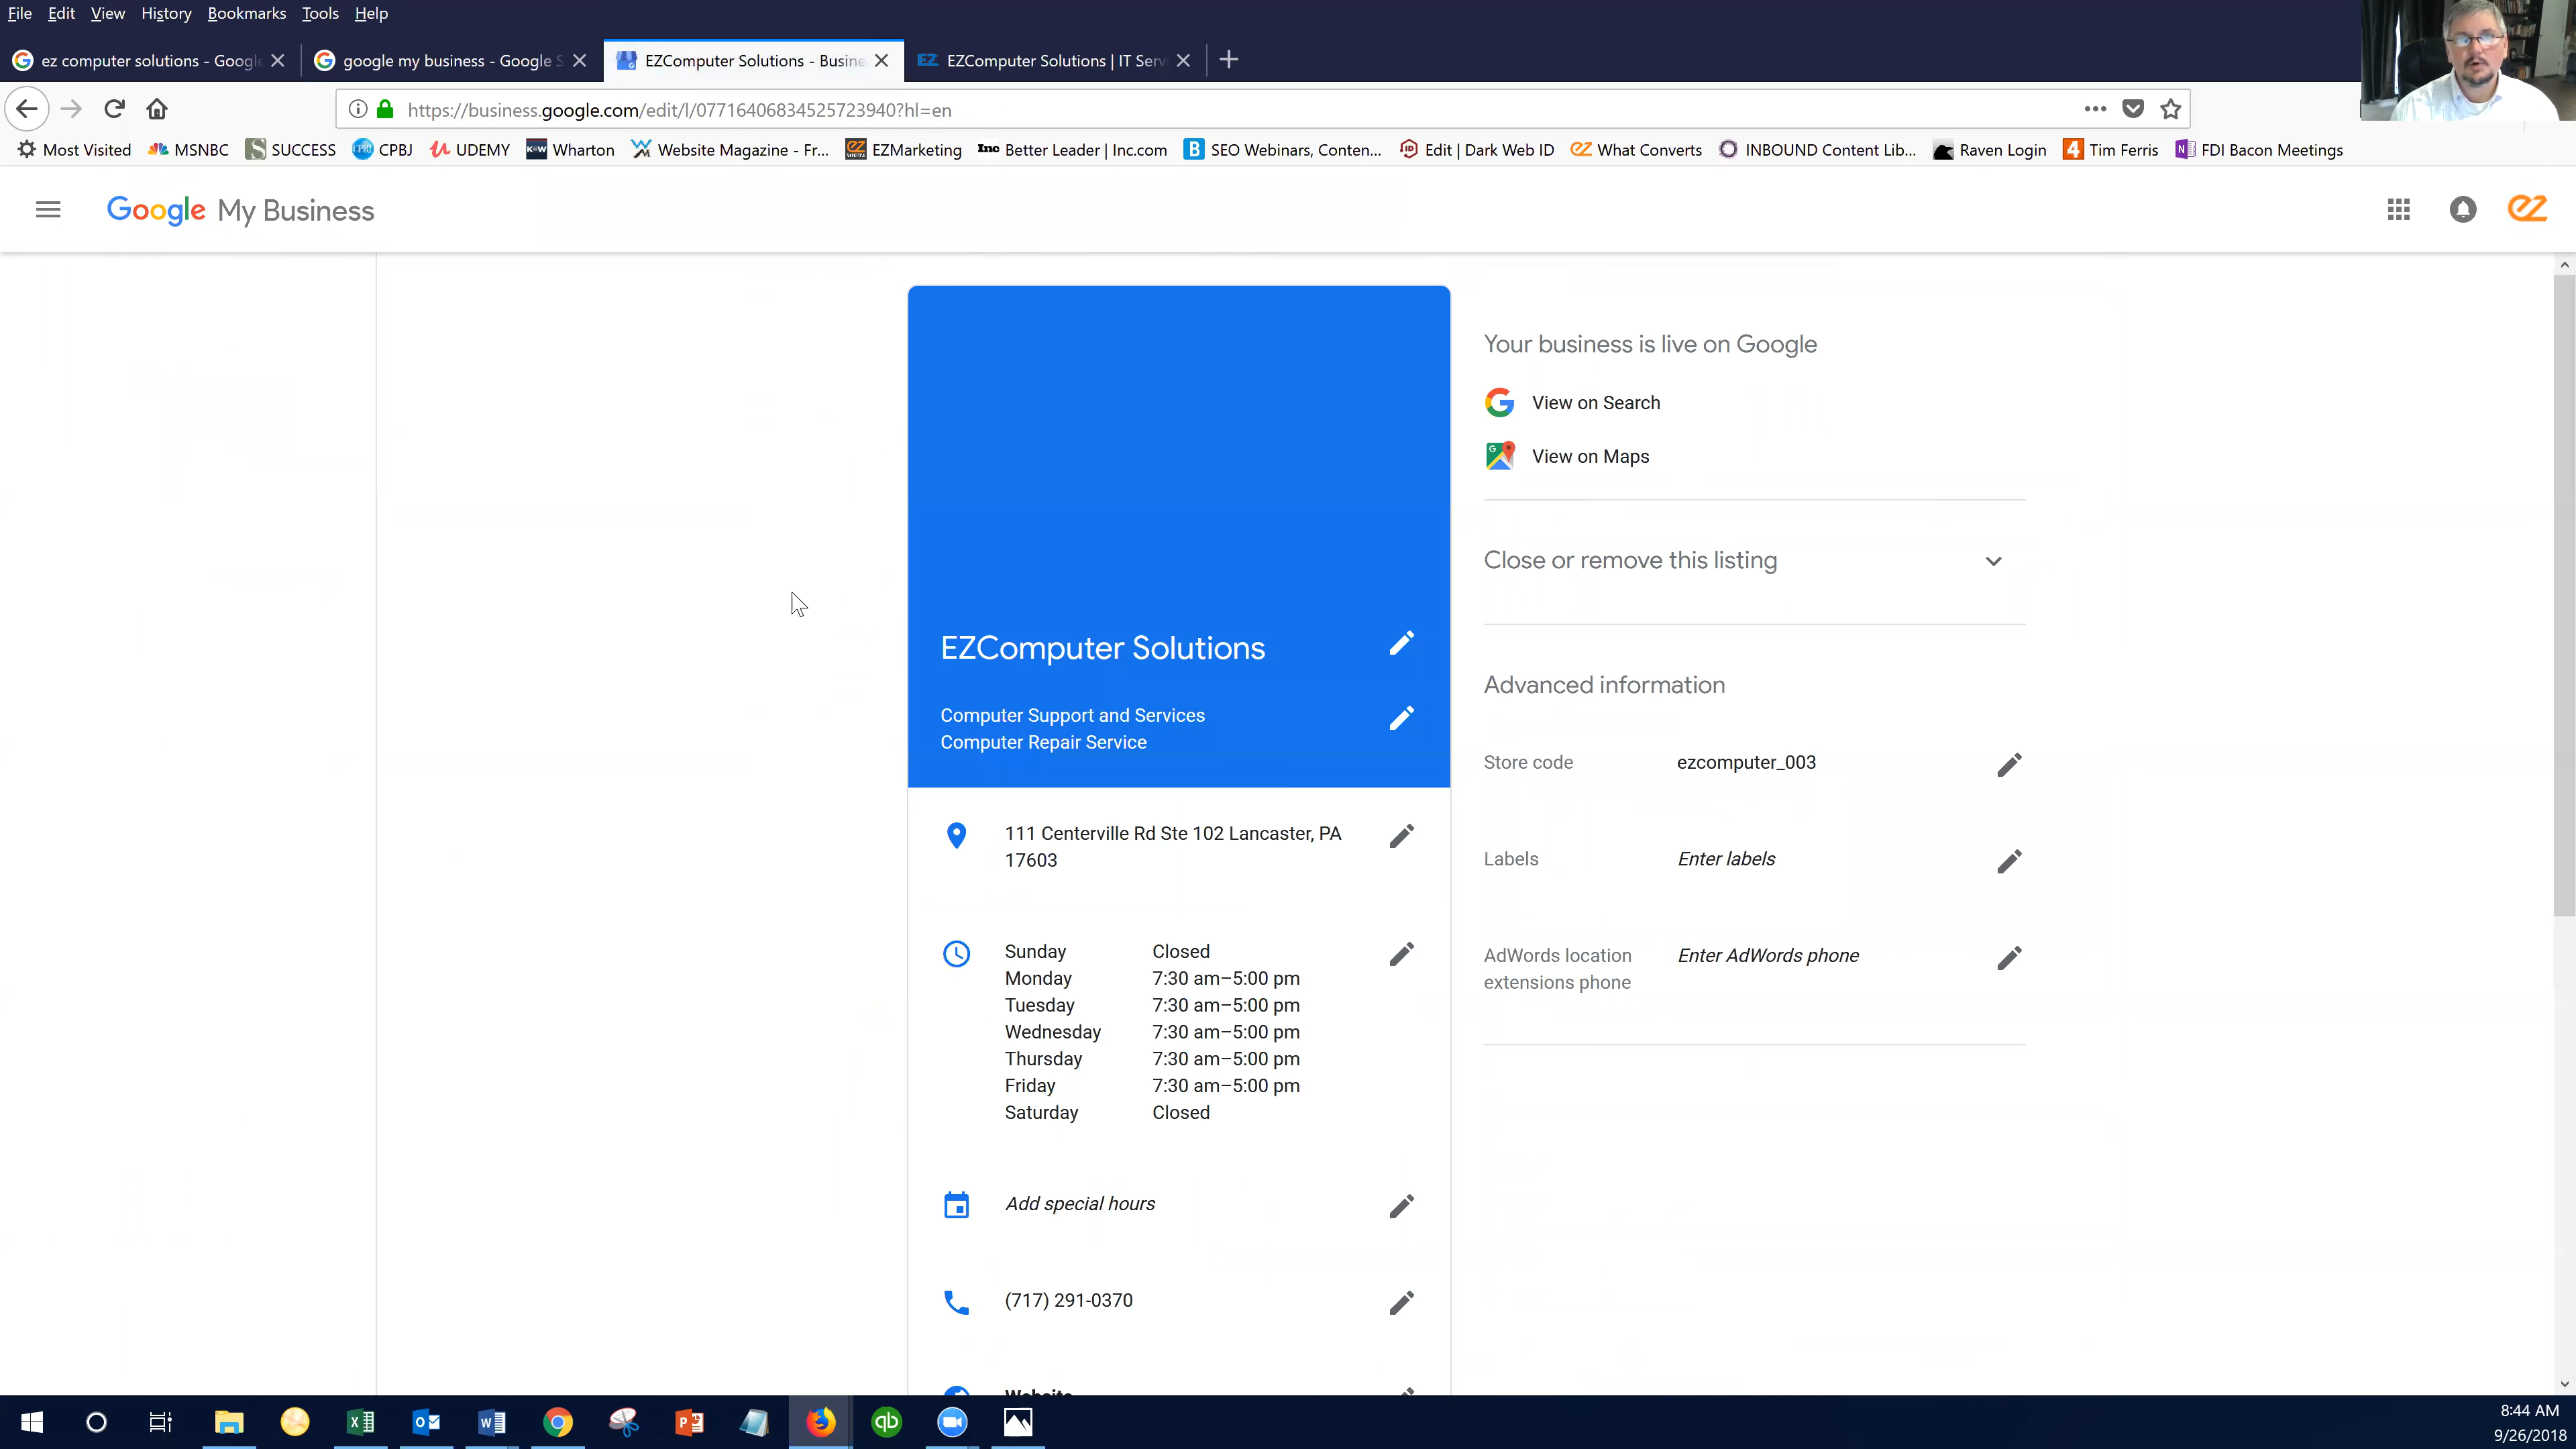 File Edit View History Bookmarks Tools Help
ez computer solutions - Google
google my business - Google S
EZComputer Solutions - Busine
EZ EZComputer Solutions | IT Serv
https://business.google.com/edit/l/07716406834525723940?hl=en
Most Visited MSNBC SUCCESS CPBJ UDEMY K@W Wharton Website Magazine - Fr... EZMarketing Inc Better Leader | Inc.com B SEO Webinars, Conten... Edit | Dark Web ID What Converts INBOUND Content Lib... Raven Login 4 Tim Ferris FDI Bacon Meetings
Google My Business
ez
EZComputer Solutions
Computer Support and Services
Computer Repair Service
111 Centerville Rd Ste 102 Lancaster, PA
17603
Sunday Closed
Monday 7:30 am–5:00 pm
Tuesday 7:30 am–5:00 pm
Wednesday 7:30 am–5:00 pm
Thursday 7:30 am–5:00 pm
Friday 7:30 am–5:00 pm
Saturday Closed
Add special hours
(717) 291-0370
Website
Your business is live on Google
View on Search
View on Maps
Close or remove this listing
Advanced information
Store code ezcomputer_003
Labels Enter labels
AdWords location Enter AdWords phone
extensions phone
8:44 AM
9/26/2018